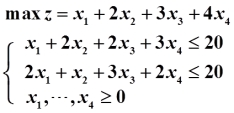 max z = x₁ + 2x₂ + 3x₃ + 4x₄
x₁ + 2x₂ + 2x₃ + 3x₄ ≤ 20
2x₁ + x₂ + 3x₃ + 2x₄ ≤ 20
x₁,⋯,x₄ ≥ 0